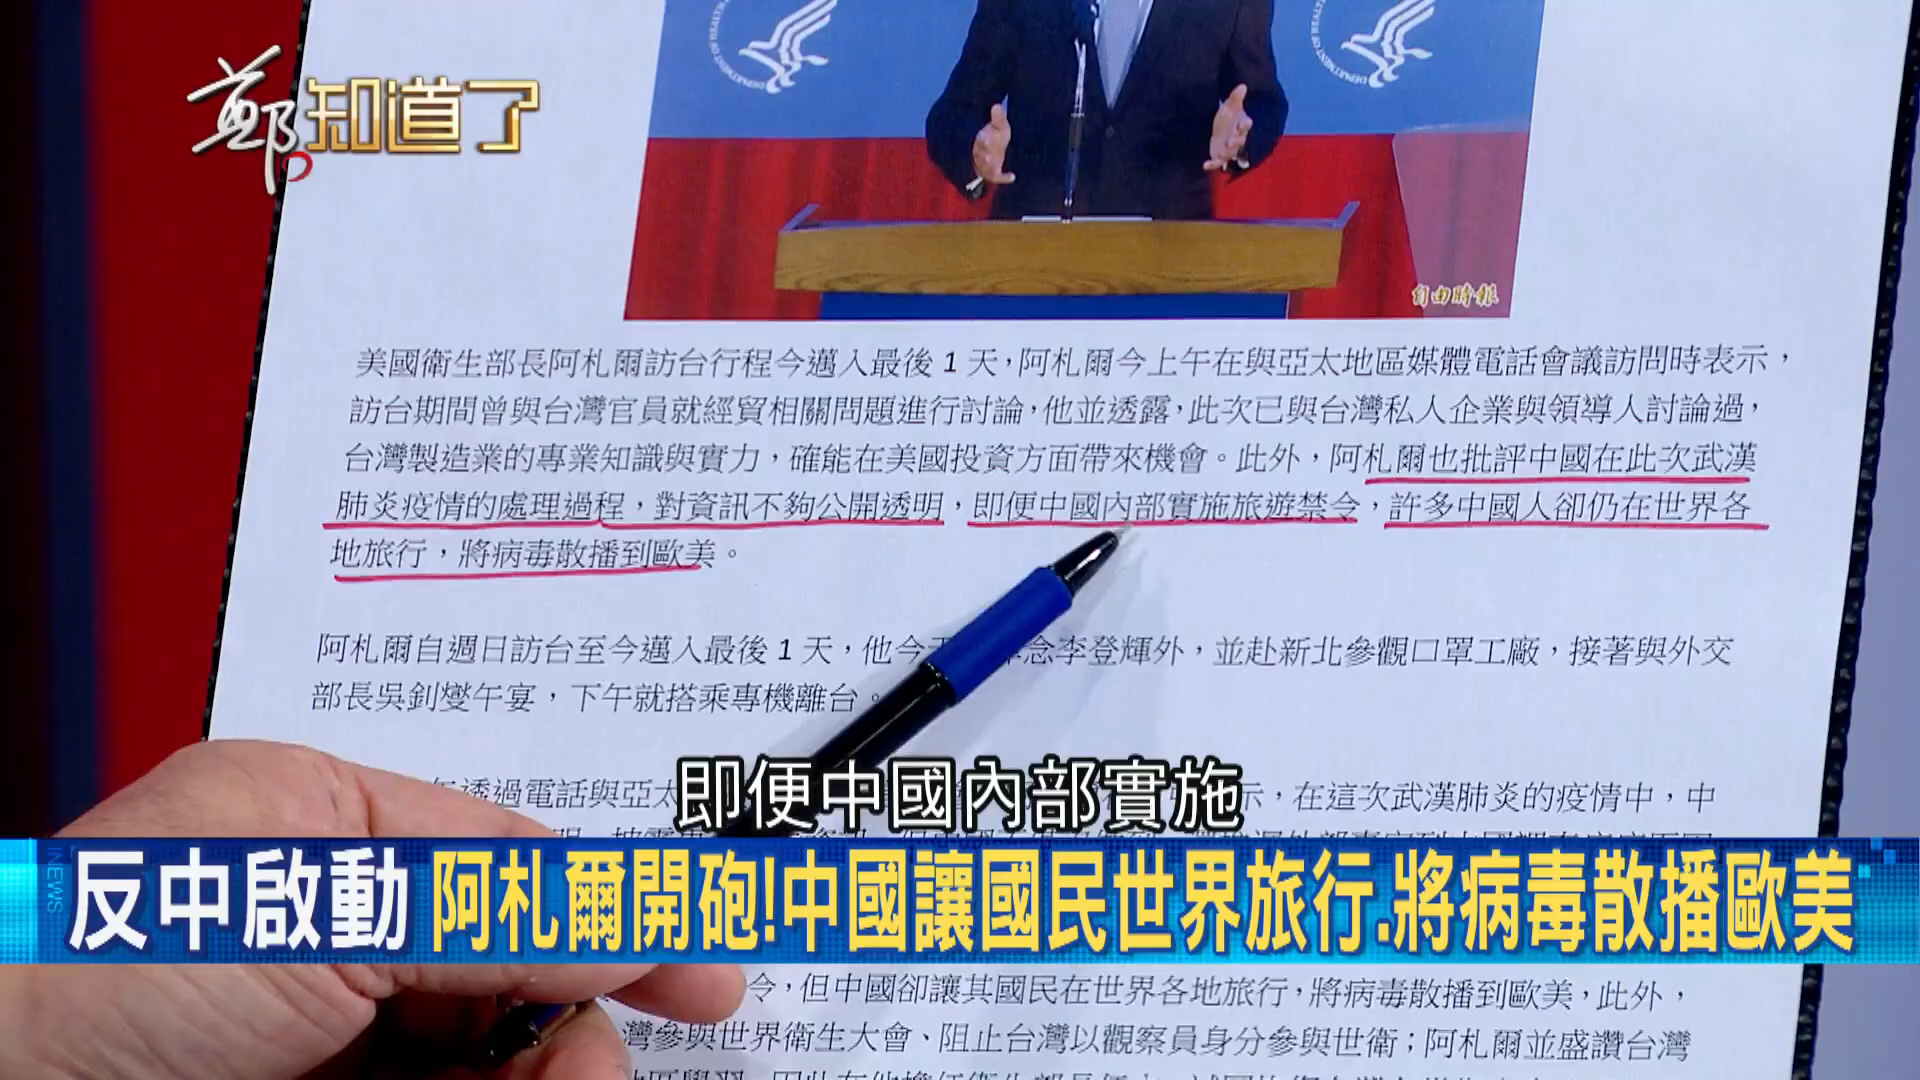 鄭知道了
DEPARTMENT OF HEALTH
DEPARTMENT
自由時報
美國衛生部長阿札爾訪台行程今邁入最後 1 天，阿札爾今上午在與亞太地區媒體電話會議訪問時表示，
訪台期間曾與台灣官員就經貿相關問題進行討論，他並透露，此次已與台灣私人企業與領導人討論過，
台灣製造業的專業知識與實力，確能在美國投資方面帶來機會。此外，阿札爾也批評中國在此次武漢
肺炎疫情的處理過程，對資訊不夠公開透明，即便中國內部實施旅遊禁令，許多中國人卻仍在世界各
地旅行，將病毒散播到歐美。
阿札爾自週日訪台至今邁入最後 1 天，他今 念李登輝外，並赴新北參觀口罩工廠，接著與外交
部長吳釗燮午宴，下午就搭乘專機離台。
透過電話與亞太 示，在這次武漢肺炎的疫情中，中
即便中國內部實施
INEWS
反中啟動 阿札爾開砲!中國讓國民世界旅行.將病毒散播歐美
令，但中國卻讓其國民在世界各地旅行，將病毒散播到歐美，此外，
灣參與世界衛生大會、阻止台灣以觀察員身分參與世衛；阿札爾並盛讚台灣